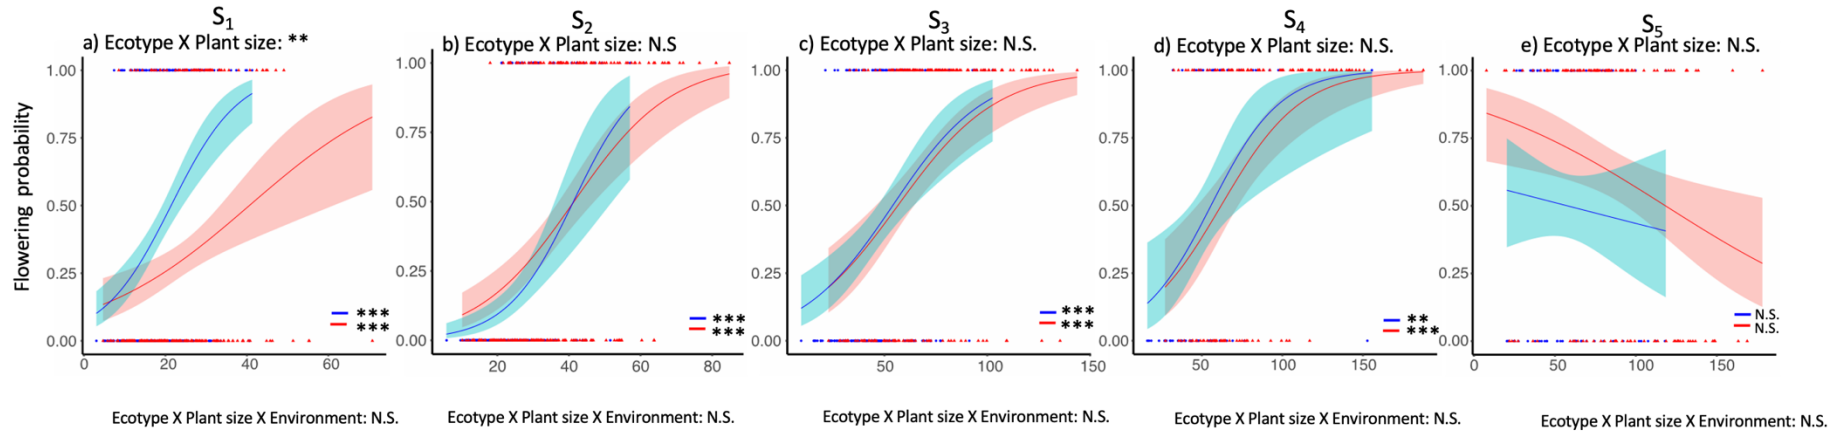 S1
a) Ecotype X Plant size: **
S2
b) Ecotype X Plant size: N.S
S3
c) Ecotype X Plant size: N.S.
S4
d) Ecotype X Plant size: N.S.
S5
e) Ecotype X Plant size: N.S.
Flowering probability
1.00
0.75
0.50
0.25
0.00
0 20 40 60
***
***
1.00
0.75
0.50
0.25
0.00
20 40 60 80
***
***
1.00
0.75
0.50
0.25
0.00
50 100 150
***
***
1.00
0.75
0.50
0.25
0.00
50 100 150
**
***
1.00
0.75
0.50
0.25
0.00
0 50 100 150
N.S.
N.S.
Ecotype X Plant size X Environment: N.S.
Ecotype X Plant size X Environment: N.S.
Ecotype X Plant size X Environment: N.S.
Ecotype X Plant size X Environment: N.S.
Ecotype X Plant size X Environment: N.S.